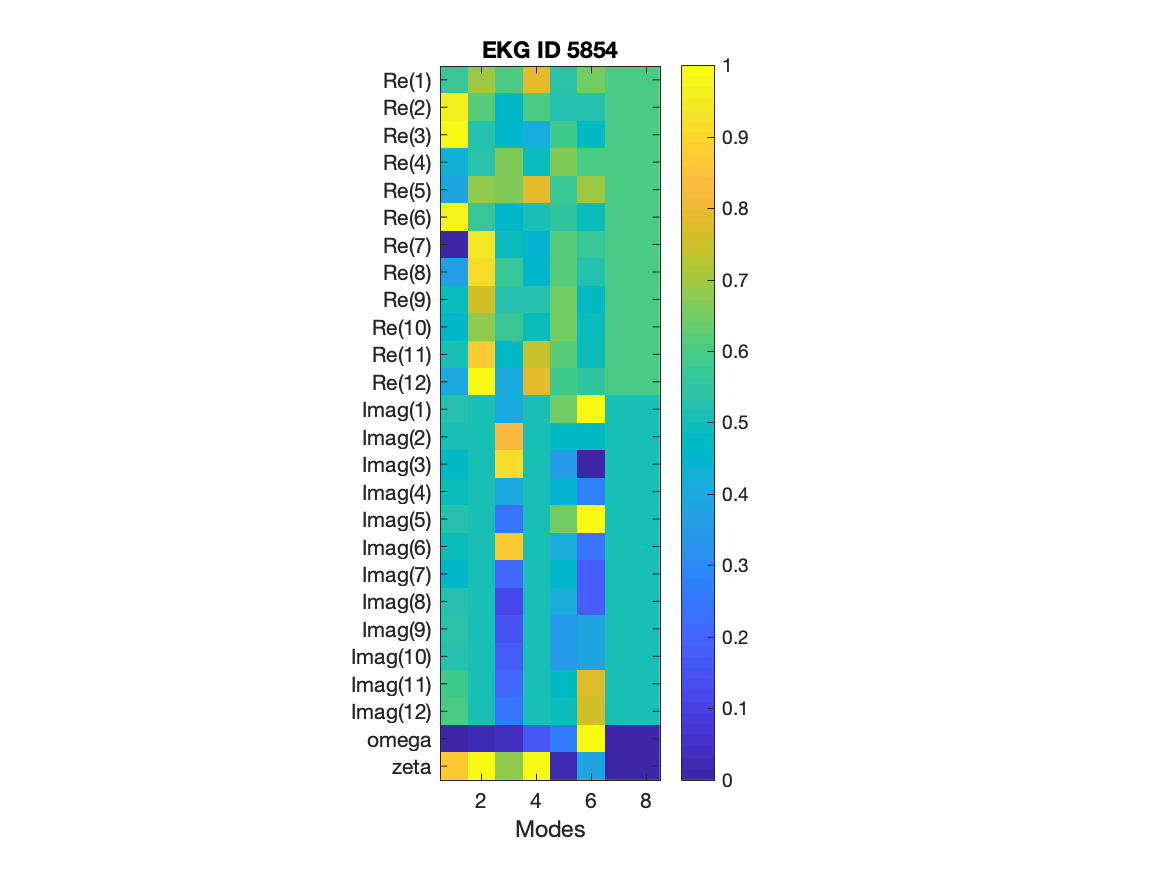 EKG ID 5854
Re(1)
Re(2)
Re(3)
Re(4)
Re(5)
Re(6)
Re(7)
Re(8)
Re(9)
Re(10)
Re(11)
Re(12)
Imag(1)
Imag(2)
Imag(3)
Imag(4)
Imag(5)
Imag(6)
Imag(7)
Imag(8)
Imag(9)
Imag(10)
Imag(11)
Imag(12)
omega
zeta
2 4 6 8
Modes
1
0.9
0.8
0.7
0.6
0.5
0.4
0.3
0.2
0.1
0